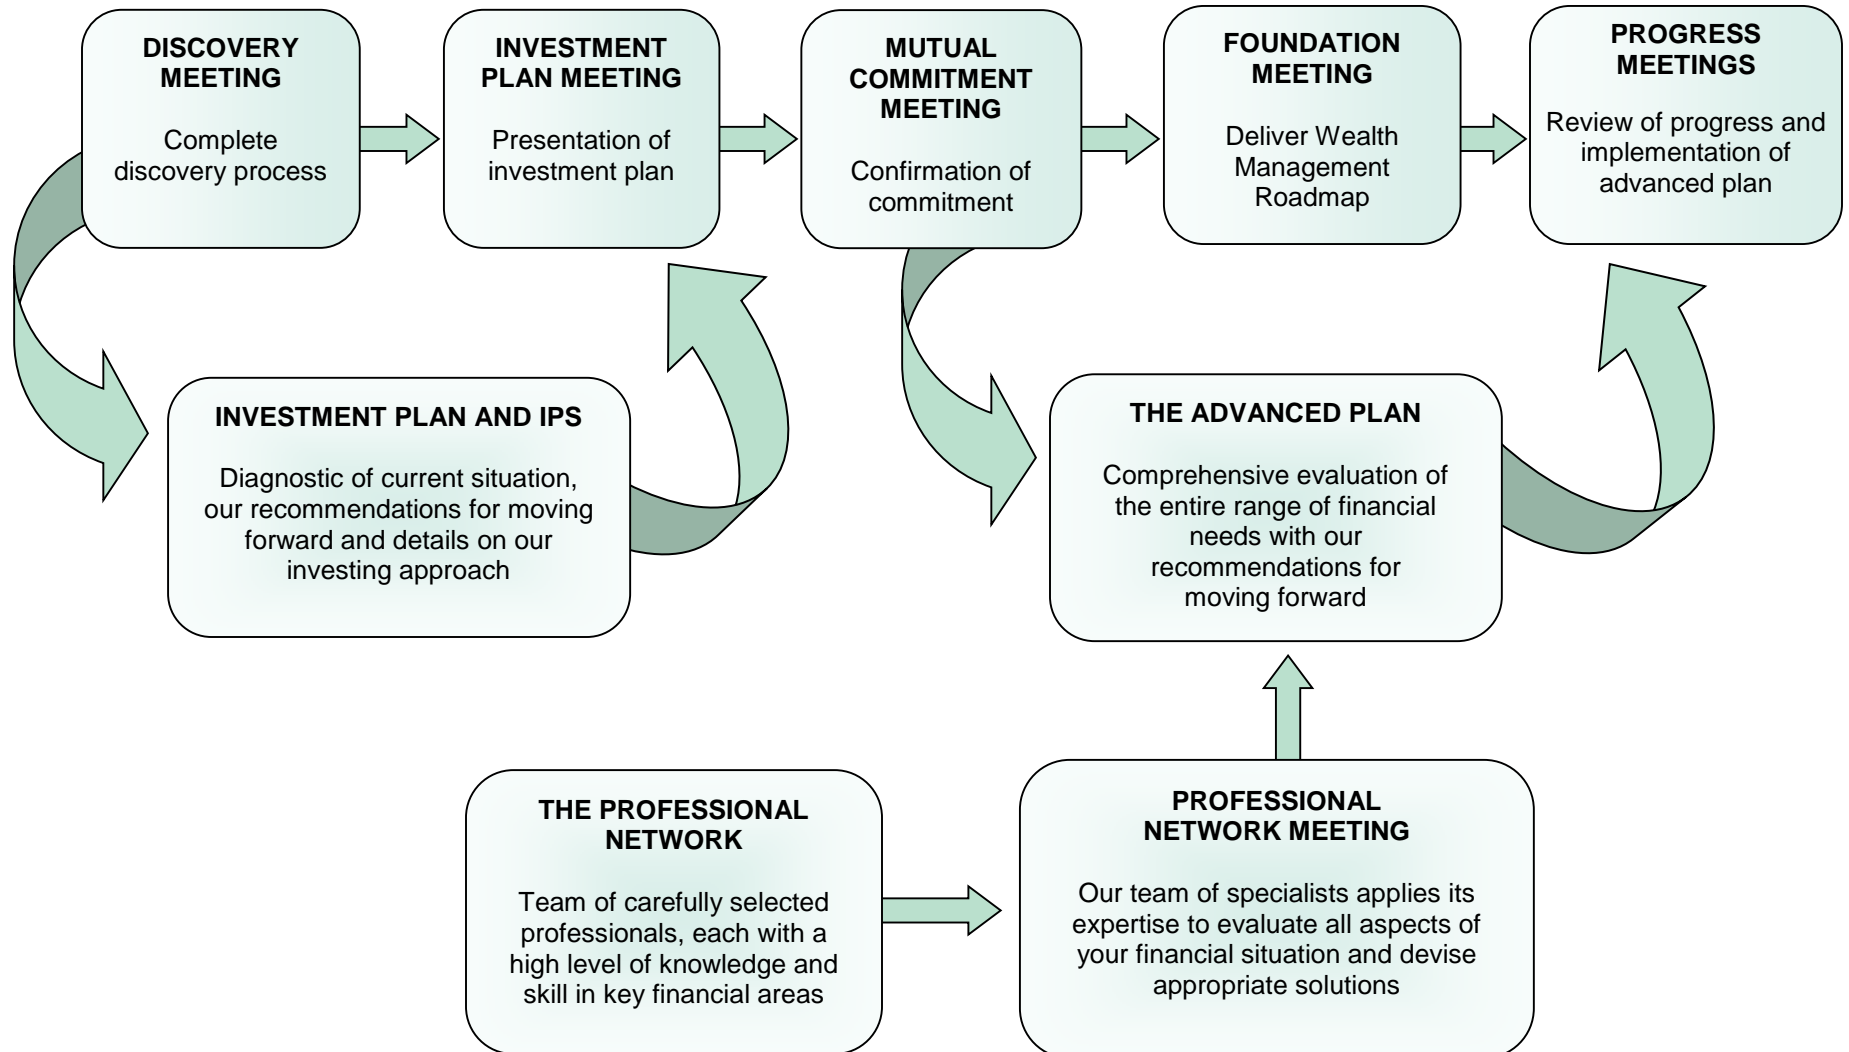 DISCOVERY
MEETING
Complete
discovery process
INVESTMENT
PLAN MEETING
Presentation of
investment plan
MUTUAL
COMMITMENT
MEETING
Confirmation of
commitment
FOUNDATION
MEETING
Deliver Wealth
Management
Roadmap
PROGRESS
MEETINGS
Review of progress and
implementation of
advanced plan
INVESTMENT PLAN AND IPS
Diagnostic of current situation,
our recommendations for moving
forward and details on our
investing approach
THE ADVANCED PLAN
Comprehensive evaluation of
the entire range of financial
needs with our
recommendations for
moving forward
THE PROFESSIONAL
NETWORK
Team of carefully selected
professionals, each with a
high level of knowledge and
skill in key financial areas
PROFESSIONAL
NETWORK MEETING
Our team of specialists applies its
expertise to evaluate all aspects of
your financial situation and devise
appropriate solutions